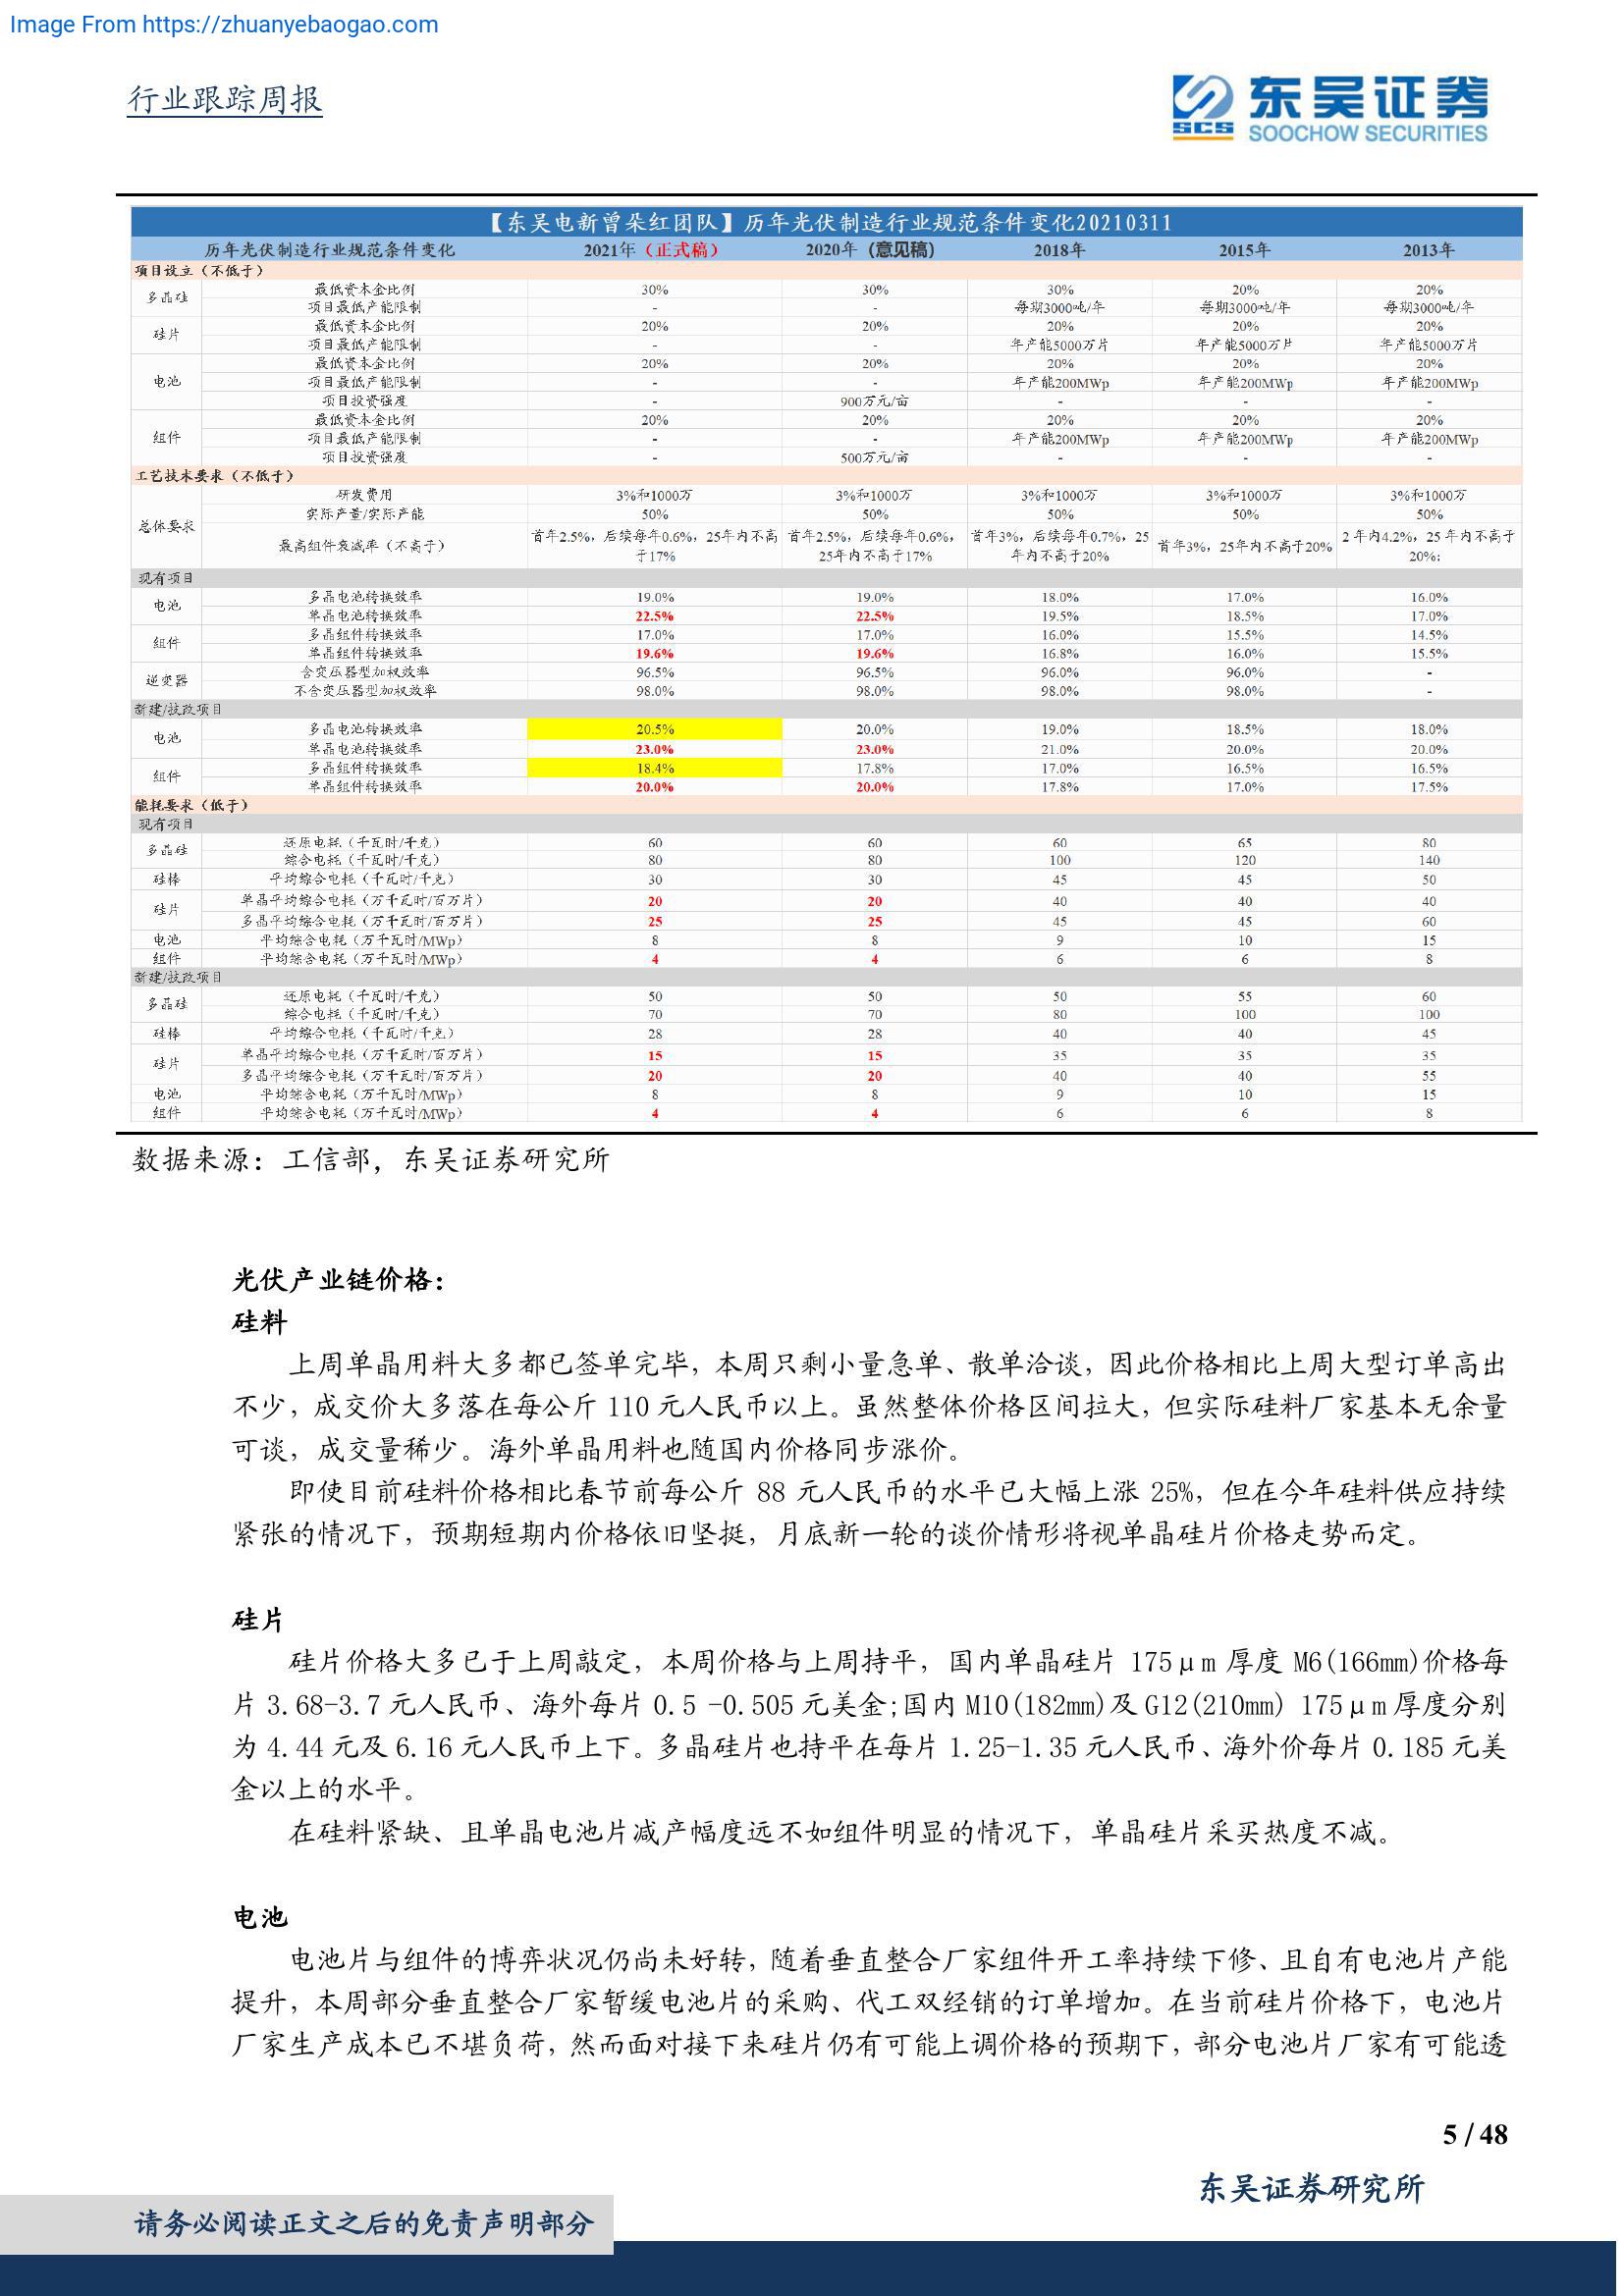 Image From https://zhuanyebaogao.com
行业跟踪周报
东吴证券
SCS
SOOCHOW SECURITIES
【东吴电新曾朵红团队】历年光伏制造行业规范条件变化20210311
历年光伏制造行业规范条件变化 2021年（正式稿） 2020年（意见稿） 2018年 2015年 2013年
项目设立（不低于）
多晶硅 最低资本金比例 30% 30% 30% 20% 20%
项目最低产能限制 - - 每期3000吨/年 每期3000吨/年 每期3000吨/年
硅片 最低资本金比例 20% 20% 20% 20% 20%
项目最低产能限制 - - 年产能5000万片 年产能5000万片 年产能5000万片
电池 最低资本金比例 20% 20% 20% 20% 20%
项目最低产能限制 - - 年产能200MWp 年产能200MWp 年产能200MWp
项目投资强度 - 900万元/亩 - - -
组件 最低资本金比例 20% 20% 20% 20% 20%
项目最低产能限制 - - 年产能200MWp 年产能200MWp 年产能200MWp
项目投资强度 - 500万元/亩 - - -
工艺技术要求（不低于）
总体要求 研发费用 3%和1000万 3%和1000万 3%和1000万 3%和1000万 3%和1000万
实际产量/实际产能 50% 50% 50% 50% 50%
最高组件衰减率（不高于） 首年2.5%，后续每年0.6%，25年内不高于17% 首年2.5%，后续每年0.6%，25年内不高于17% 首年3%，后续每年0.7%，25年内不高于20% 首年3%，25年内不高于20% 2 年内4.2%，25 年内不高于20%;
现有项目
电池 多晶电池转换效率 19.0% 19.0% 18.0% 17.0% 16.0%
单晶电池转换效率 22.5% 22.5% 19.5% 18.5% 17.0%
组件 多晶组件转换效率 17.0% 17.0% 16.0% 15.5% 14.5%
单晶组件转换效率 19.6% 19.6% 16.8% 16.0% 15.5%
逆变器 含变压器型加权效率 96.5% 96.5% 96.0% 96.0% -
不含变压器型加权效率 98.0% 98.0% 98.0% 98.0% -
新建/技改项目
电池 多晶电池转换效率 20.5% 20.0% 19.0% 18.5% 18.0%
单晶电池转换效率 23.0% 23.0% 21.0% 20.0% 20.0%
组件 多晶组件转换效率 18.4% 17.8% 17.0% 16.5% 16.5%
单晶组件转换效率 20.0% 20.0% 17.8% 17.0% 17.5%
能耗要求（低于）
现有项目
多晶硅 还原电耗（千瓦时/千克） 60 60 60 65 80
综合电耗（千瓦时/千克） 80 80 100 120 140
硅棒 平均综合电耗（千瓦时/千克） 30 30 45 45 50
硅片 单晶平均综合电耗（万千瓦时/百万片） 20 20 40 40 40
多晶平均综合电耗（万千瓦时/百万片） 25 25 45 45 60
电池 平均综合电耗（万千瓦时/MWp） 8 8 9 10 15
组件 平均综合电耗（万千瓦时/MWp） 4 4 6 6 8
新建/技改项目
多晶硅 还原电耗（千瓦时/千克） 50 50 50 55 60
综合电耗（千瓦时/千克） 70 70 80 100 100
硅棒 平均综合电耗（千瓦时/千克） 28 28 40 40 45
硅片 单晶平均综合电耗（万千瓦时/百万片） 15 15 35 35 35
多晶平均综合电耗（万千瓦时/百万片） 20 20 40 40 55
电池 平均综合电耗（万千瓦时/MWp） 8 8 9 10 15
组件 平均综合电耗（万千瓦时/MWp） 4 4 6 6 8
数据来源：工信部，东吴证券研究所
光伏产业链价格：
硅料
上周单晶用料大多都已签单完毕，本周只剩小量急单、散单洽谈，因此价格相比上周大型订单高出
不少，成交价大多落在每公斤 110 元人民币以上。虽然整体价格区间拉大，但实际硅料厂家基本无余量
可谈，成交量稀少。海外单晶用料也随国内价格同步涨价。
即使目前硅料价格相比春节前每公斤 88 元人民币的水平已大幅上涨 25%，但在今年硅料供应持续
紧张的情况下，预期短期内价格依旧坚挺，月底新一轮的谈价情形将视单晶硅片价格走势而定。
硅片
硅片价格大多已于上周敲定，本周价格与上周持平，国内单晶硅片 175μm 厚度 M6(166mm)价格每
片 3.68-3.7 元人民币、海外每片 0.5 -0.505 元美金;国内 M10(182mm)及 G12(210mm) 175μm 厚度分别
为 4.44 元及 6.16 元人民币上下。多晶硅片也持平在每片 1.25-1.35 元人民币、海外价每片 0.185 元美
金以上的水平。
在硅料紧缺、且单晶电池片减产幅度远不如组件明显的情况下，单晶硅片采买热度不减。
电池
电池片与组件的博弈状况仍尚未好转，随着垂直整合厂家组件开工率持续下修、且自有电池片产能
提升，本周部分垂直整合厂家暂缓电池片的采购、代工双经销的订单增加。在当前硅片价格下，电池片
厂家生产成本已不堪负荷，然而面对接下来硅片仍有可能上调价格的预期下，部分电池片厂家有可能透
5 / 48
东吴证券研究所
请务必阅读正文之后的免责声明部分